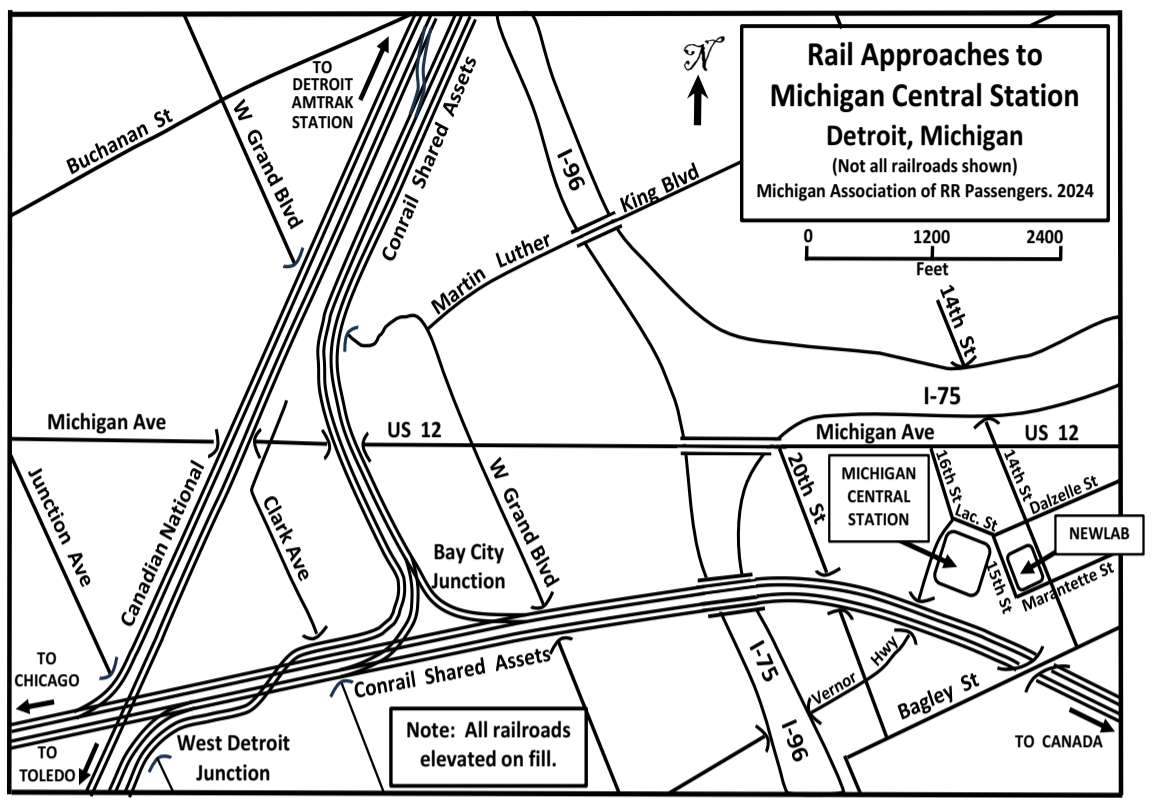 Rail Approaches to
Michigan Central Station
Detroit, Michigan
(Not all railroads shown)
Michigan Association of RR Passengers. 2024
0 1200 2400
Feet
N
TO
DETROIT
AMTRAK
STATION
Buchanan St
W Grand Blvd
Conrail Shared Assets
I-96
Martin Luther King Blvd
14th St
I-75
Michigan Ave
US 12
Michigan Ave
US 12
Junction Ave
Canadian National
Clark Ave
W Grand Blvd
Bay City
Junction
20th St
MICHIGAN
CENTRAL
STATION
16th St
14th St
Lac. St
Dalzelle St
NEWLAB
15th St
Marantette St
TO
CHICAGO
Conrail Shared Assets
I-75
Vernor Hwy
Bagley St
TO
TOLEDO
West Detroit
Junction
Note: All railroads
elevated on fill.
I-96
TO CANADA